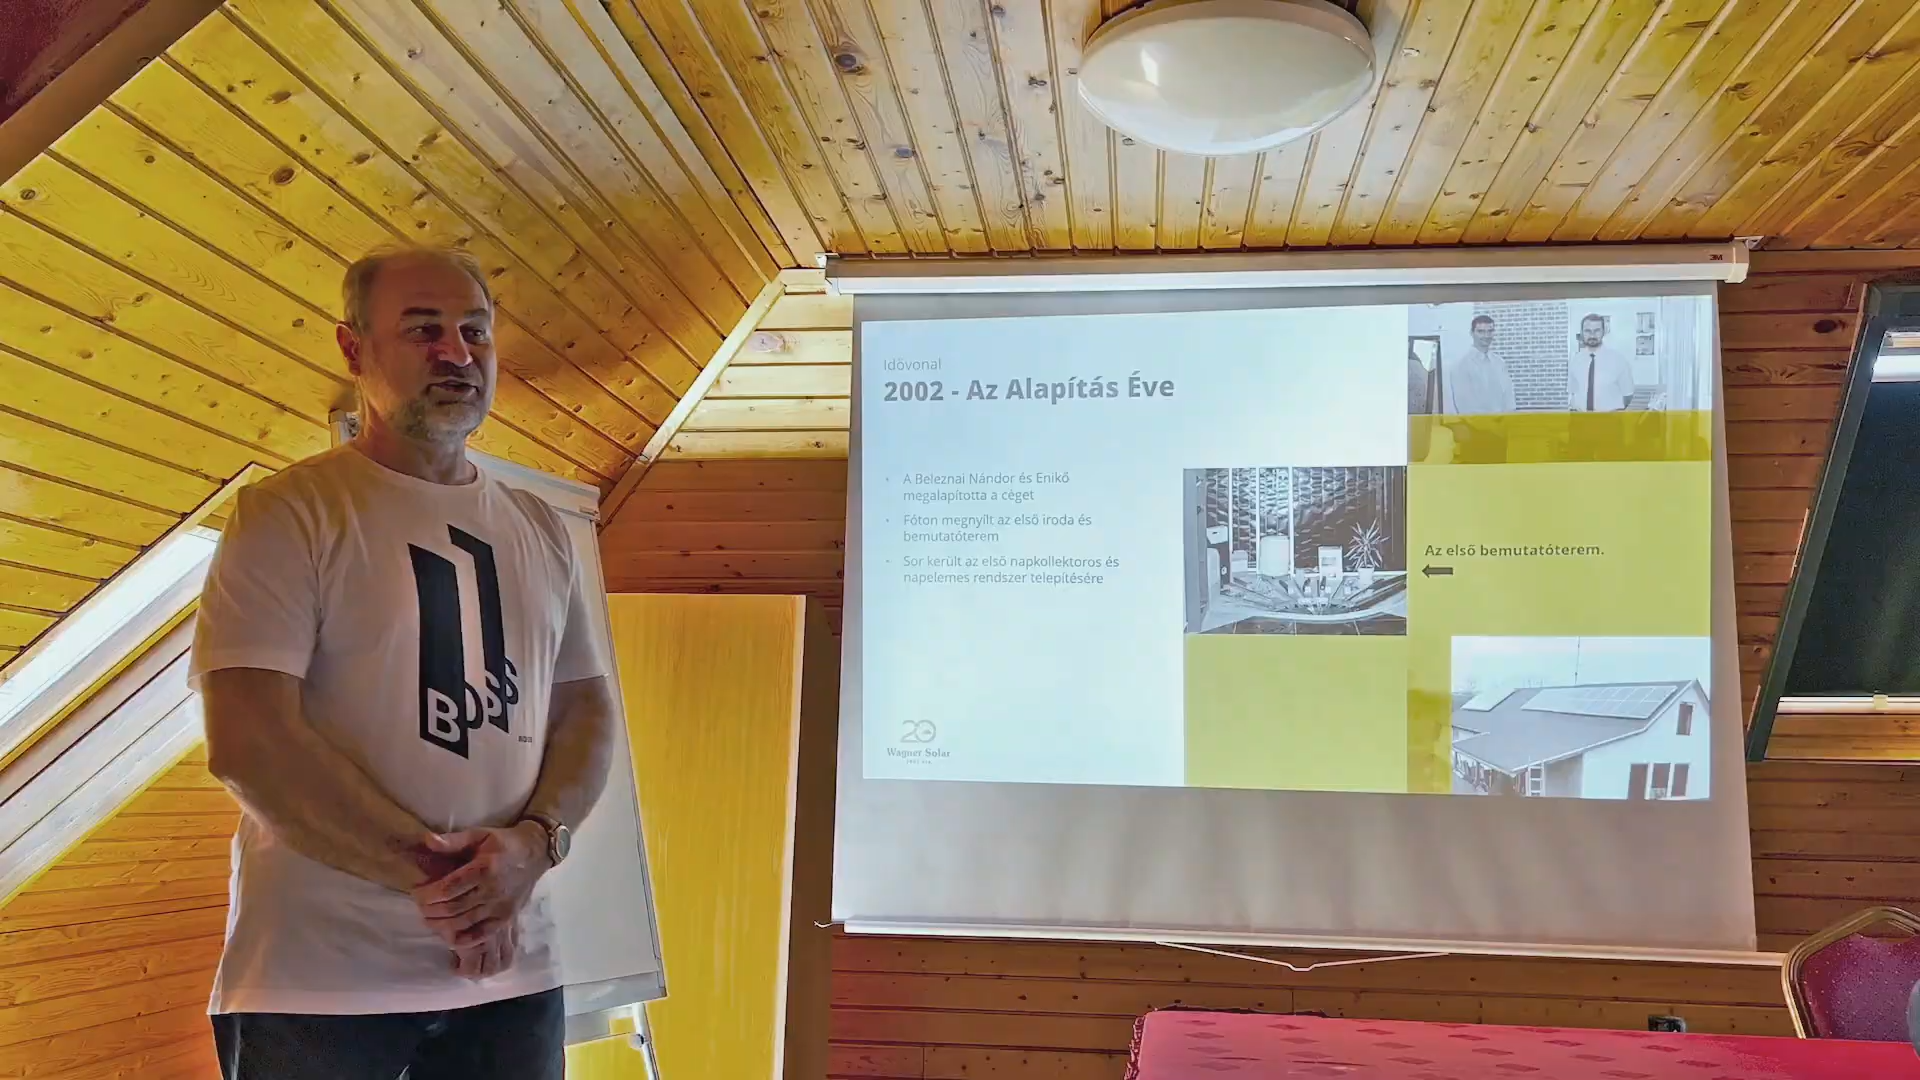 3M
Idővonal
2002 - Az Alapítás Éve
A Beleznai Nándor és Enikő
megalapította a céget
Fóton megnyílt az első iroda és
bemutatóterem
Sor került az első napkollektoros és
napelemes rendszer telepítésére
Az első bemutatóterem.
20
Wagner Solar
BOSS